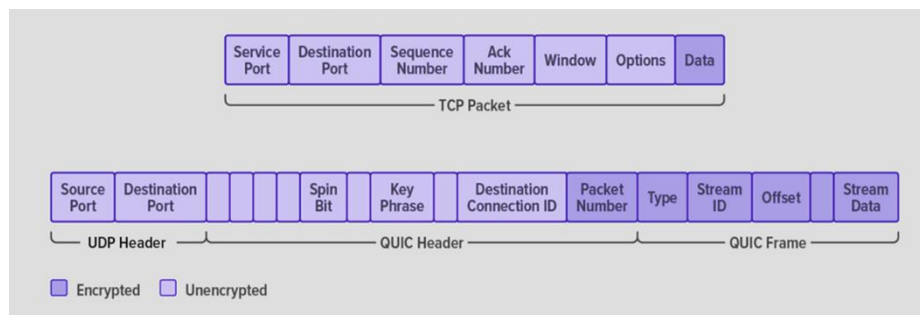 Service Port
Destination Port
Sequence Number
Ack Number
Window
Options
Data
TCP Packet
Source Port
Destination Port
Spin Bit
Key Phrase
Destination Connection ID
Packet Number
Type
Stream ID
Offset
Stream Data
UDP Header
QUIC Header
QUIC Frame
Encrypted
Unencrypted